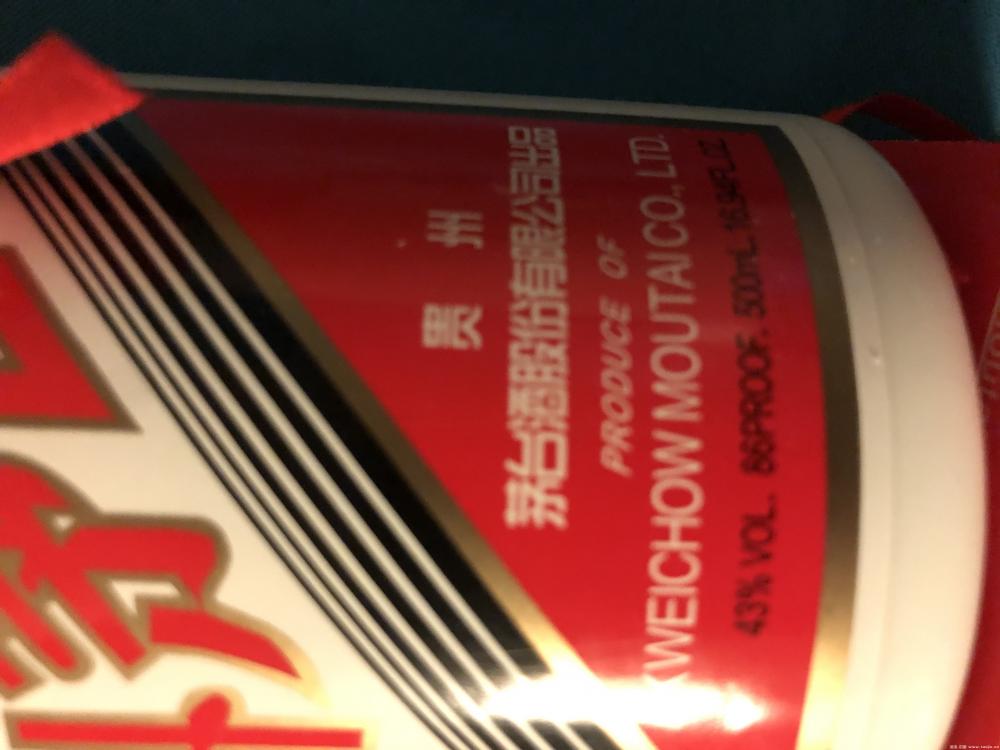 贵 州
茅台酒股份有限公司出品
PRODUCE OF
KWEICHOW MOUTAI CO., LTD.
43% VOL. 86PROOF. 500mL. 16.94FL.OZ